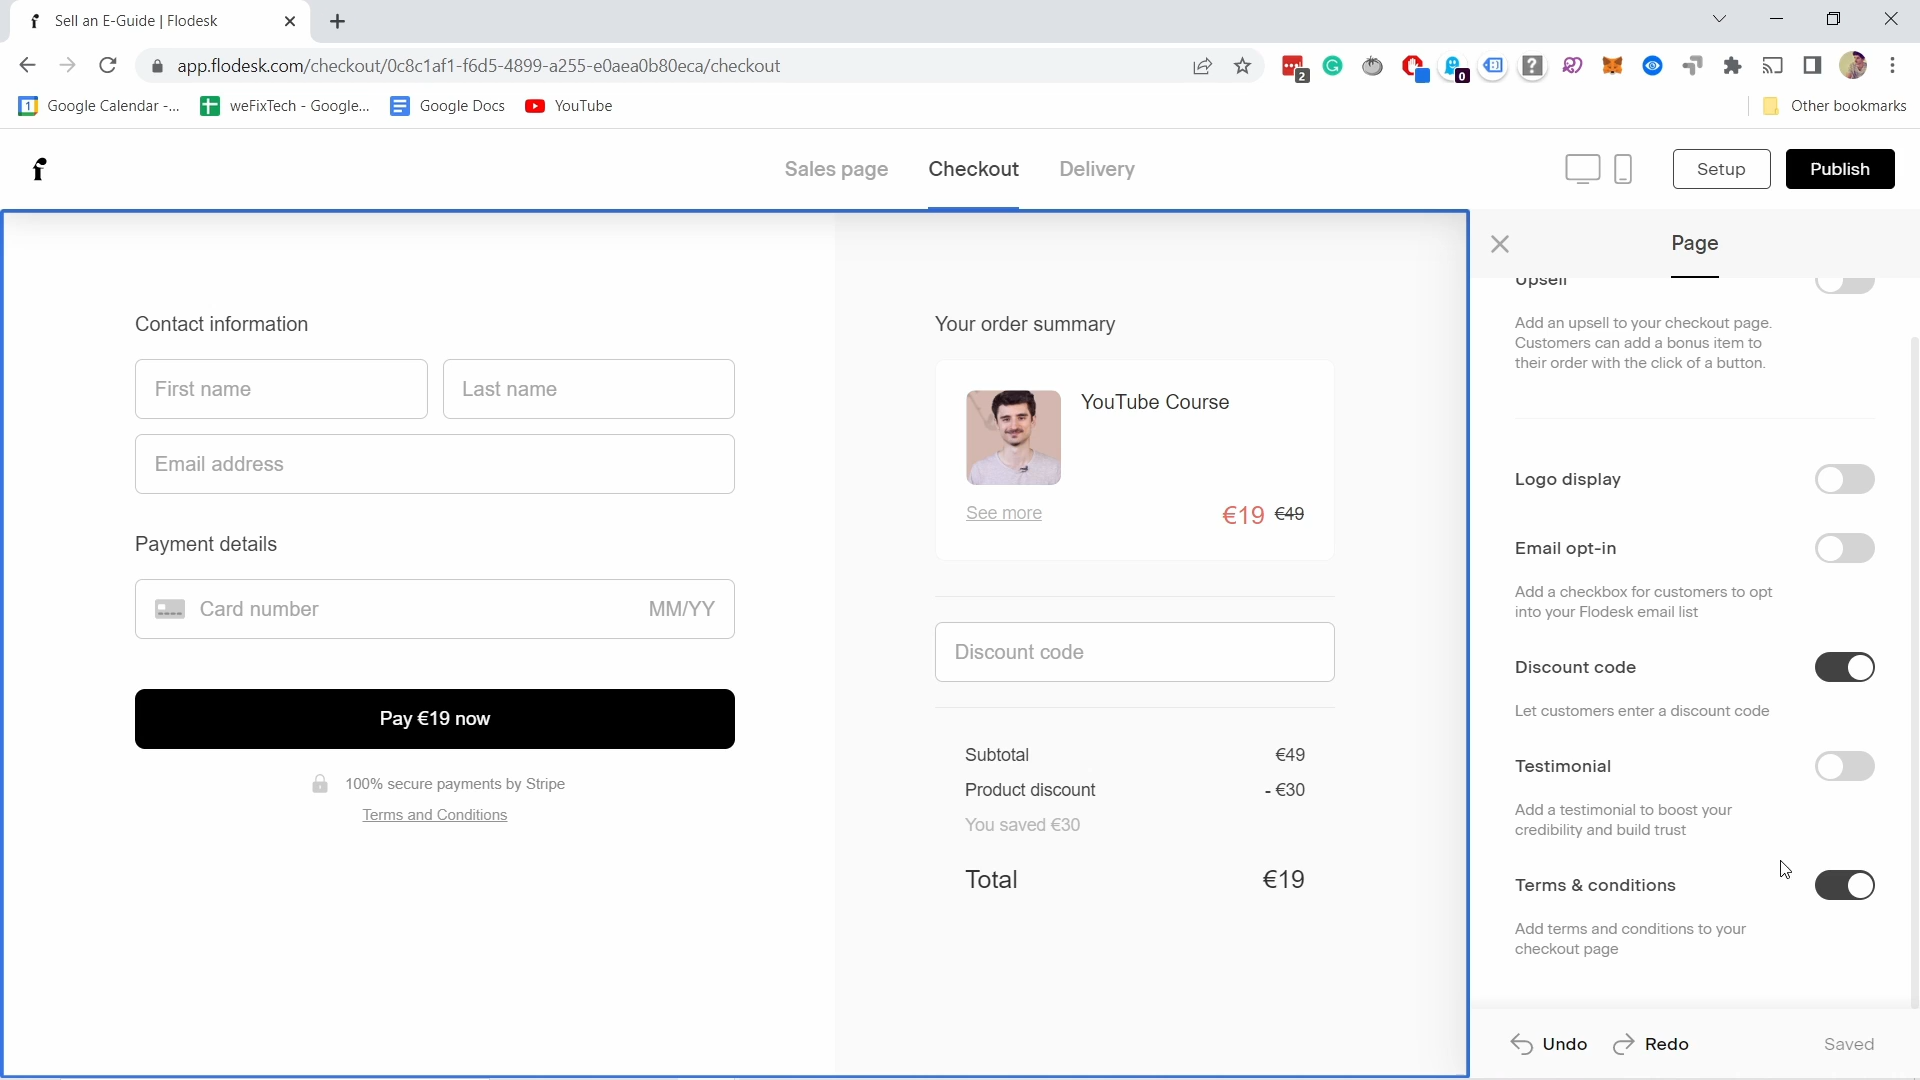 Sell an E-Guide | Flodesk
app.flodesk.com/checkout/0c8c1af1-f6d5-4899-a255-e0aea0b80eca/checkout
2
0
Google Calendar -...
weFixTech - Google...
Google Docs
YouTube
Other bookmarks
Sales page
Checkout
Delivery
Setup
Publish
Contact information
First name
Last name
Email address
Payment details
Card number
MM/YY
Pay €19 now
100% secure payments by Stripe
Terms and Conditions
Your order summary
YouTube Course
See more
€19 €49
Discount code
Subtotal €49
Product discount - €30
You saved €30
Total €19
Page
Upsell
Add an upsell to your checkout page.
Customers can add a bonus item to
their order with the click of a button.
Logo display
Email opt-in
Add a checkbox for customers to opt
into your Flodesk email list
Discount code
Let customers enter a discount code
Testimonial
Add a testimonial to boost your
credibility and build trust
Terms & conditions
Add terms and conditions to your
checkout page
Undo
Redo
Saved